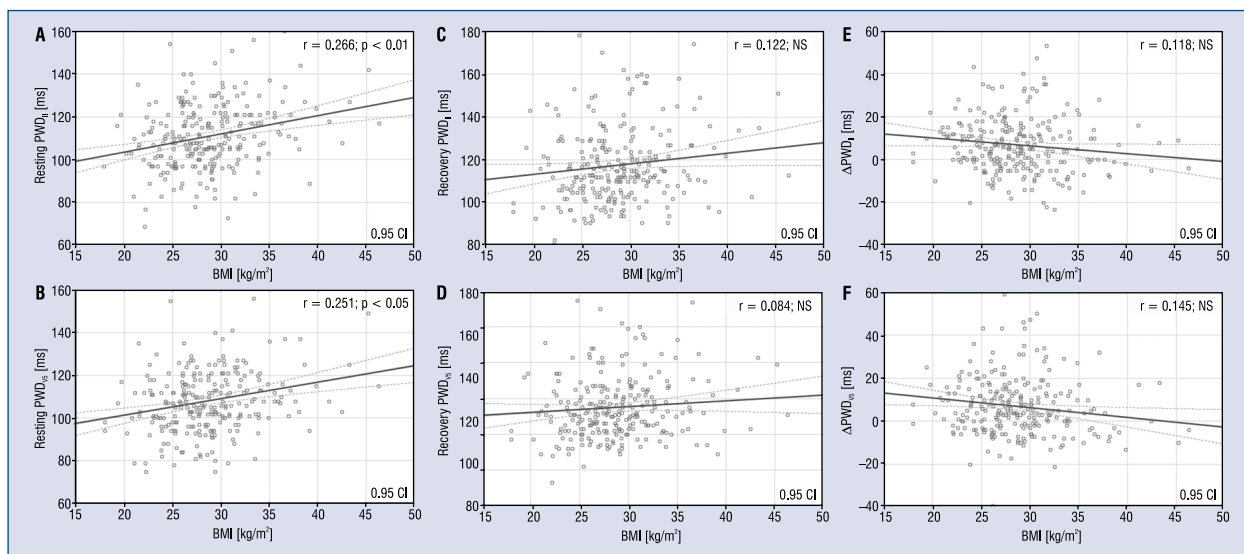 A
r = 0.266; p < 0.01
Resting PWD_II [ms]
160
140
120
100
80
60
0.95 CI
15 20 25 30 35 40 45 50
BMI [kg/m²]
C
r = 0.122; NS
Recovery PWD_II [ms]
180
160
140
120
100
80
0.95 CI
15 20 25 30 35 40 45 50
BMI [kg/m²]
E
r = 0.118; NS
ΔPWD_II [ms]
60
40
20
0
−20
−40
0.95 CI
15 20 25 30 35 40 45 50
BMI [kg/m²]
B
r = 0.251; p < 0.05
Resting PWD_V5 [ms]
160
140
120
100
80
60
0.95 CI
15 20 25 30 35 40 45 50
BMI [kg/m²]
D
r = 0.084; NS
Recovery PWD_V5 [ms]
180
160
140
120
100
80
0.95 CI
15 20 25 30 35 40 45 50
BMI [kg/m²]
F
r = 0.145; NS
ΔPWD_V5 [ms]
60
40
20
0
−20
−40
0.95 CI
15 20 25 30 35 40 45 50
BMI [kg/m²]